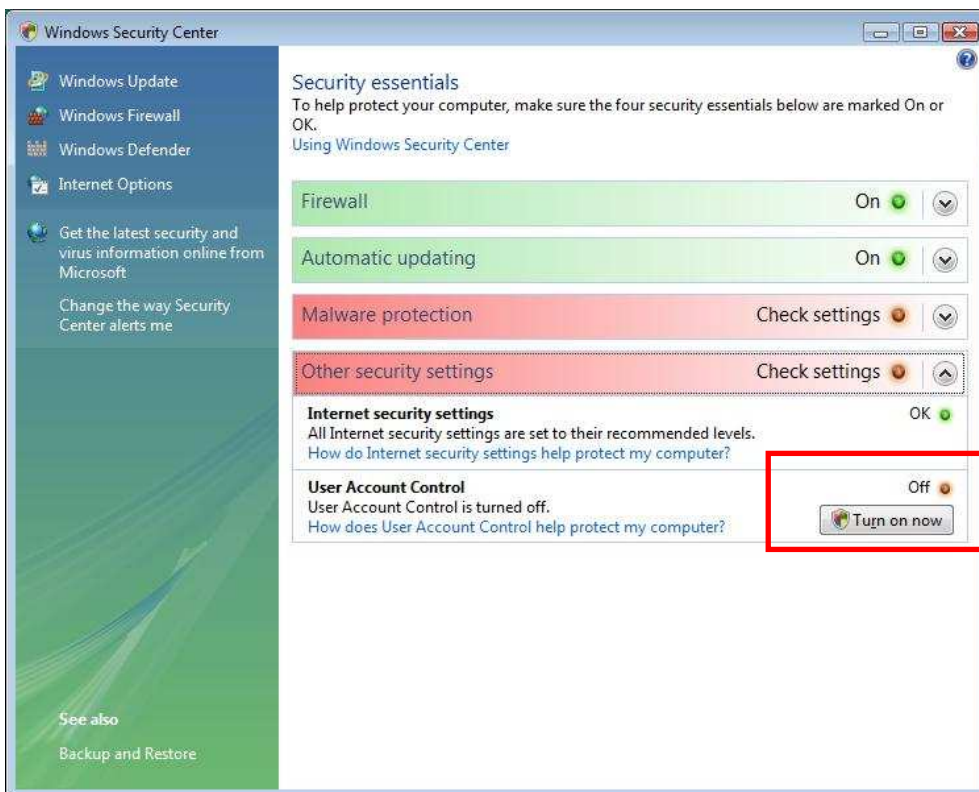 Windows Security Center
Windows Update
Windows Firewall
Windows Defender
Internet Options
Get the latest security and
virus information online from
Microsoft
Change the way Security
Center alerts me
See also
Backup and Restore
Security essentials
To help protect your computer, make sure the four security essentials below are marked On or
OK.
Using Windows Security Center
Firewall On
Automatic updating On
Malware protection Check settings
Other security settings Check settings
Internet security settings OK
All Internet security settings are set to their recommended levels.
How do Internet security settings help protect my computer?
User Account Control Off
User Account Control is turned off.
Turn on now
How does User Account Control help protect my computer?